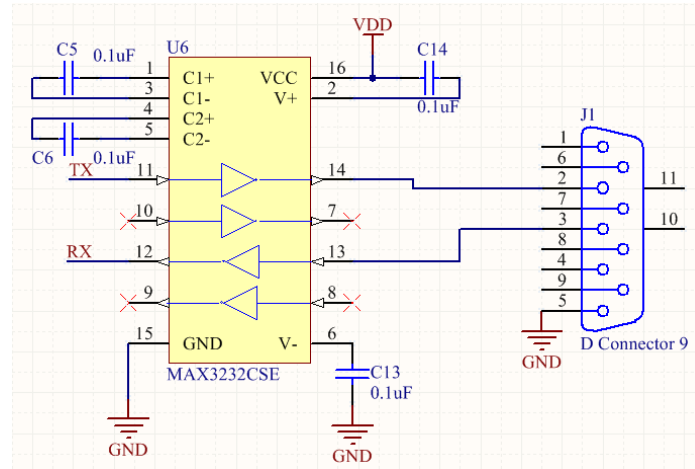 VDD
C5
0.1uF
U6
C14
1
C1+
VCC
16
3
C1-
V+
2
0.1uF
4
C2+
5
C2-
C6
0.1uF
J1
TX
11
14
10
7
RX
12
13
9
8
15
GND
V-
6
MAX3232CSE
C13
0.1uF
GND
GND
1
6
2
7
3
8
4
9
5
11
10
GND
D Connector 9